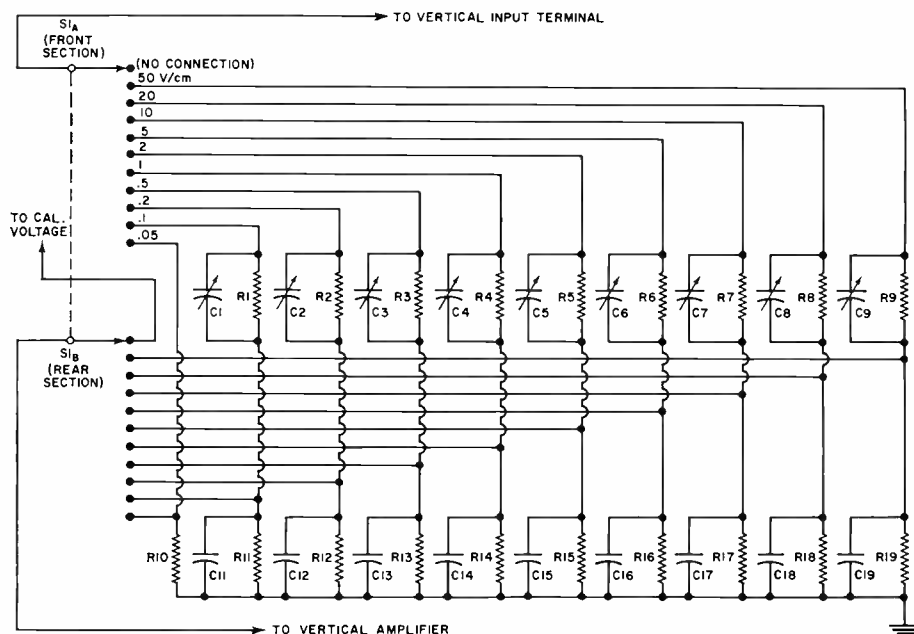 TO VERTICAL INPUT TERMINAL
S1A
(FRONT
SECTION)
(NO CONNECTION)
50 V/cm
20
10
5
2
1
.5
.2
.1
.05
TO CAL.
VOLTAGE
R1 R2 R3 R4 R5 R6 R7 R8 R9
C1 C2 C3 C4 C5 C6 C7 C8 C9
S1B
(REAR
SECTION)
R10 R11 R12 R13 R14 R15 R16 R17 R18 R19
C11 C12 C13 C14 C15 C16 C17 C18 C19
TO VERTICAL AMPLIFIER